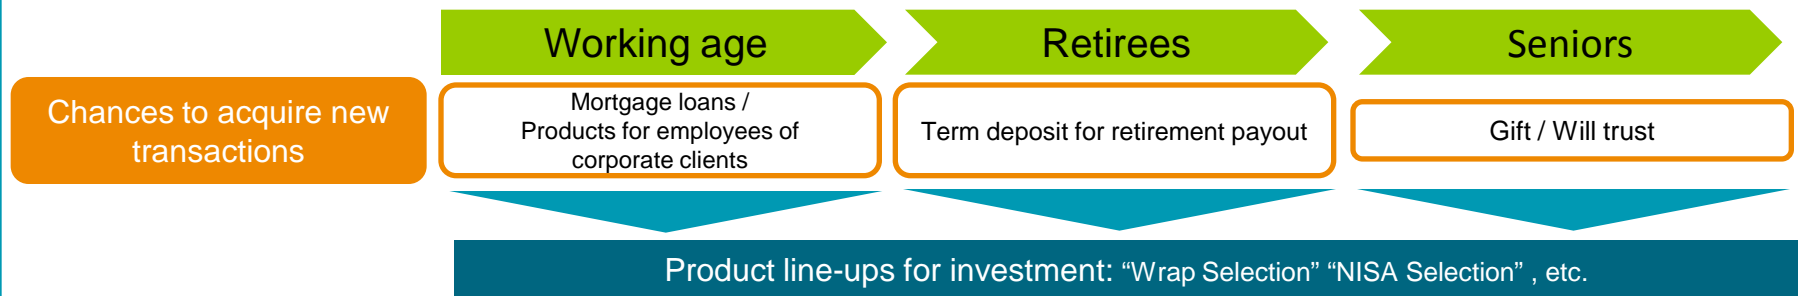 Working age
Retirees
Seniors
Chances to acquire new
transactions
Mortgage loans /
Products for employees of
corporate clients
Term deposit for retirement payout
Gift / Will trust
Product line-ups for investment: “Wrap Selection” “NISA Selection” , etc.